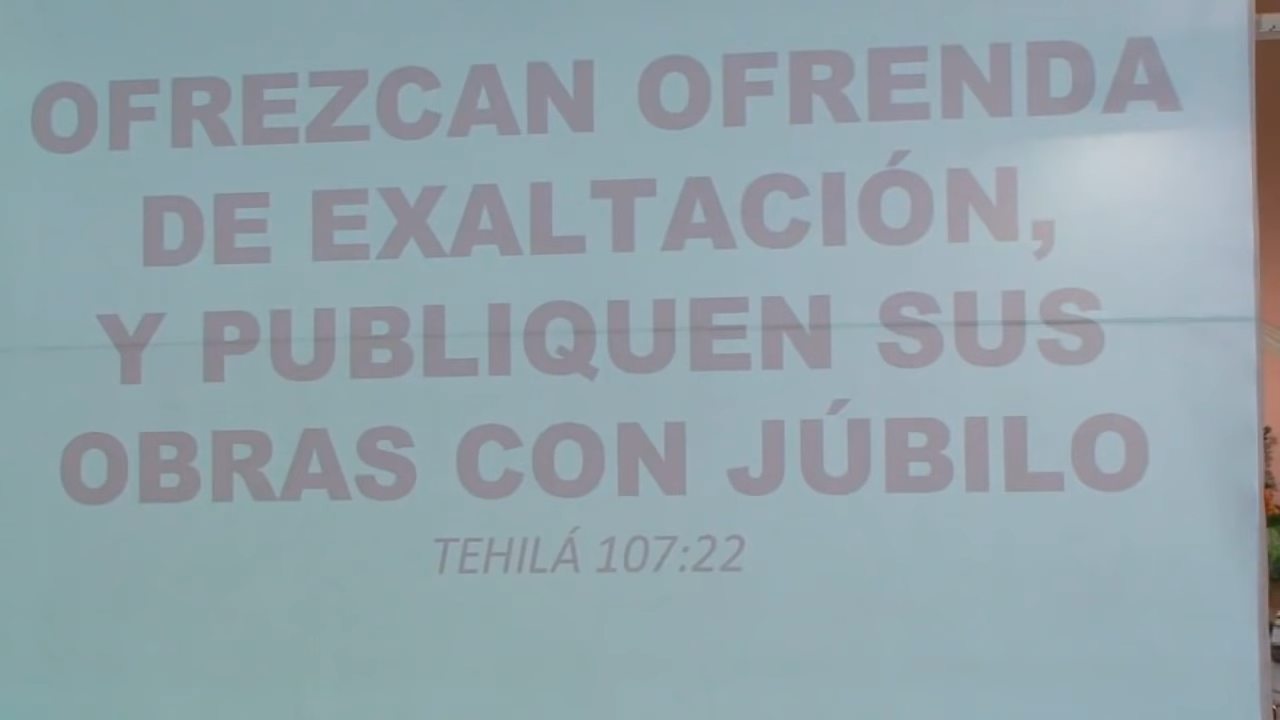 OFREZCAN OFRENDA
DE EXALTACIÓN,
Y PUBLIQUEN SUS
OBRAS CON JÚBILO
TEHILÁ 107:22